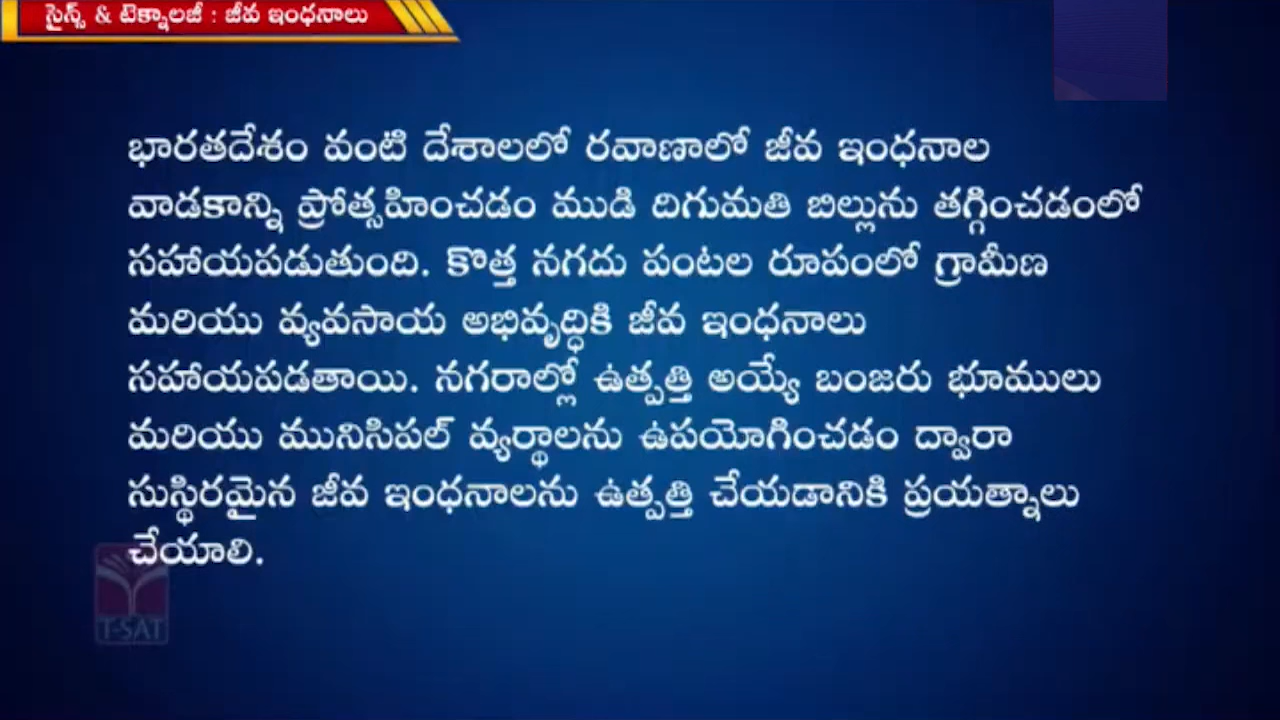 సైన్స్ & టెక్నాలజీ : జీవ ఇంధనాలు
భారతదేశం వంటి దేశాలలో రవాణాలో జీవ ఇంధనాల
వాడకాన్ని ప్రోత్సహించడం ముడి దిగుమతి బిల్లును తగ్గించడంలో
సహాయపడుతుంది. కొత్త నగదు పంటల రూపంలో గ్రామీణ
మరియు వ్యవసాయ అభివృద్ధికి జీవ ఇంధనాలు
సహాయపడతాయి. నగరాల్లో ఉత్పత్తి అయ్యే బంజరు భూములు
మరియు మునిసిపల్ వ్యర్థాలను ఉపయోగించడం ద్వారా
సుస్థిరమైన జీవ ఇంధనాలను ఉత్పత్తి చేయడానికి ప్రయత్నాలు
చేయాలి.
T-SAT